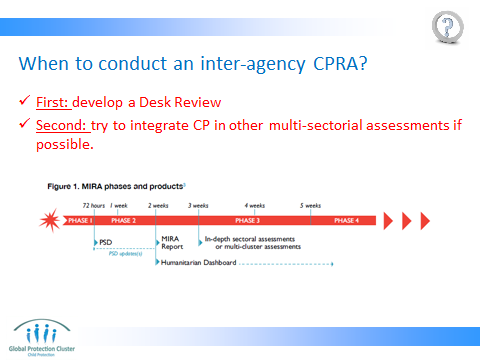 ?
When to conduct an inter-agency CPRA?
First: develop a Desk Review
Second: try to integrate CP in other multi-sectorial assessments if
possible.
Figure 1. MIRA phases and products³
72 hours 1 week 2 weeks 3 weeks 4 weeks 5 weeks
PHASE 1 PHASE 2 PHASE 3 PHASE 4
PSD MIRA In-depth sectoral assessments
Report or multi-cluster assessments
PSD update(s)
Humanitarian Dashboard
Global Protection Cluster
Child Protection